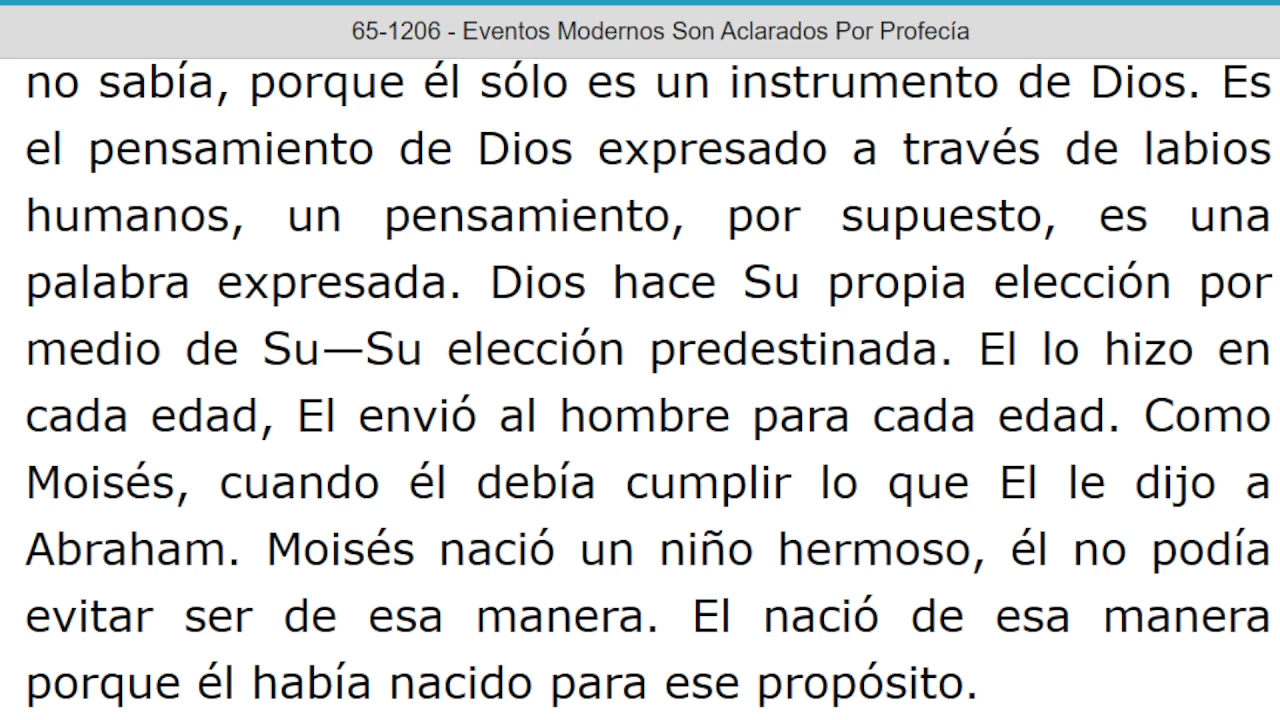 65-1206 - Eventos Modernos Son Aclarados Por Profecía
no sabía, porque él sólo es un instrumento de Dios. Es
el pensamiento de Dios expresado a través de labios
humanos, un pensamiento, por supuesto, es una
palabra expresada. Dios hace Su propia elección por
medio de Su—Su elección predestinada. El lo hizo en
cada edad, El envió al hombre para cada edad. Como
Moisés, cuando él debía cumplir lo que El le dijo a
Abraham. Moisés nació un niño hermoso, él no podía
evitar ser de esa manera. El nació de esa manera
porque él había nacido para ese propósito.